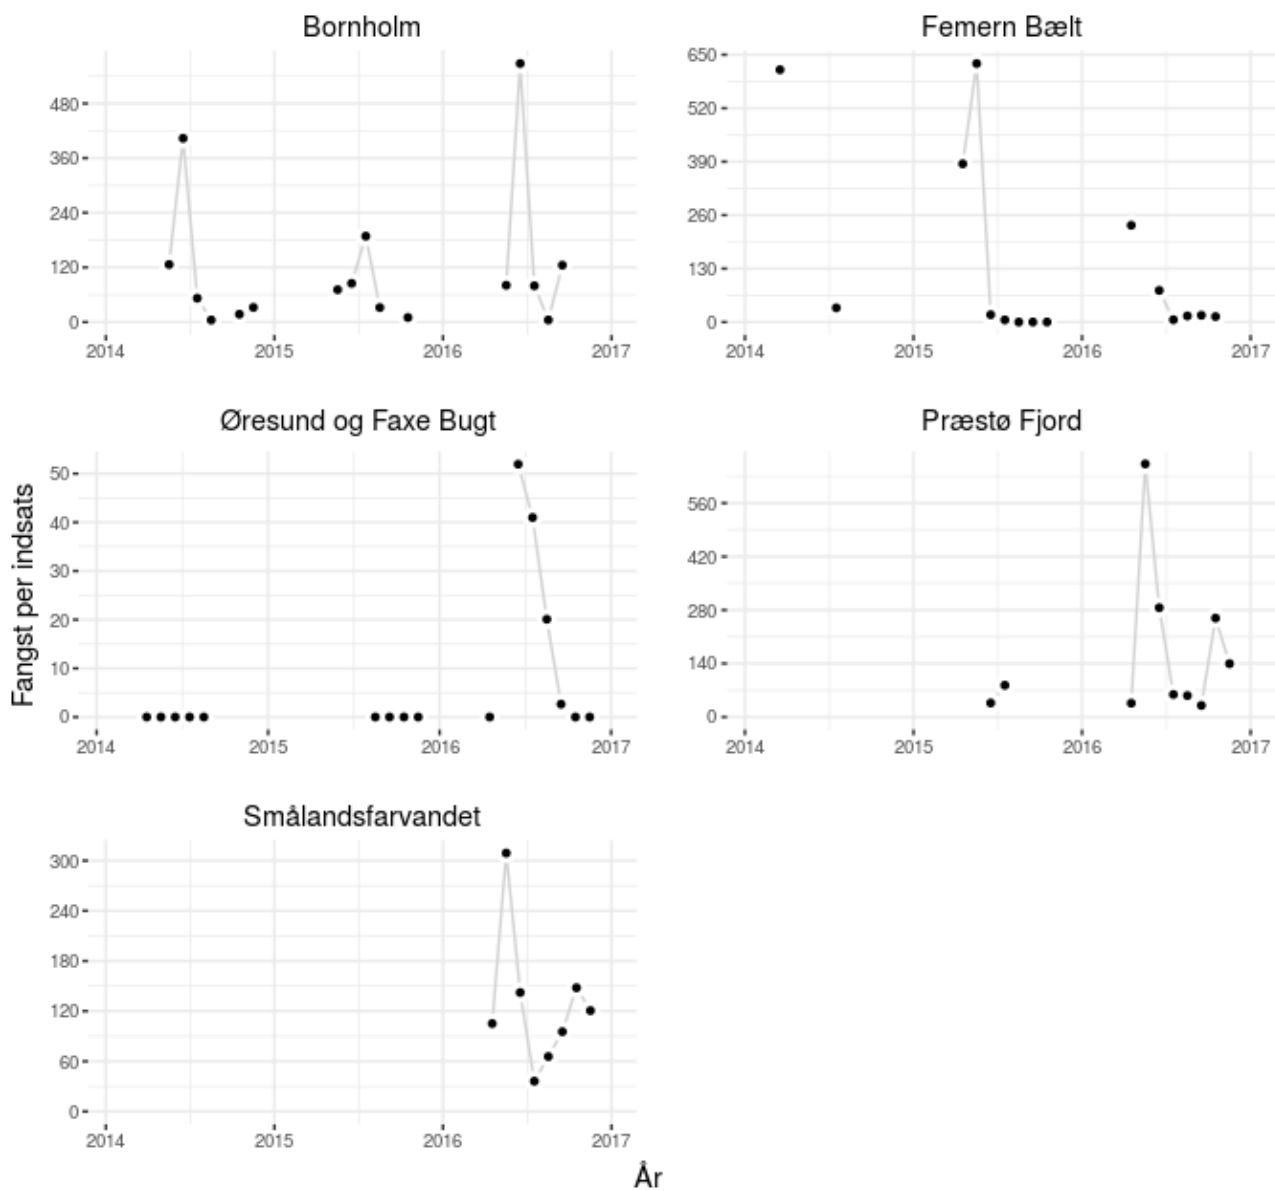 Bornholm
480
360
240
120
0
2014 2015 2016 2017
Femern Bælt
650
520
390
260
130
0
2014 2015 2016 2017
Fangst per indsats
Øresund og Faxe Bugt
50
40
30
20
10
0
2014 2015 2016 2017
Præstø Fjord
560
420
280
140
0
2014 2015 2016 2017
Smålandsfarvandet
300
240
180
120
60
0
2014 2015 2016 2017
År